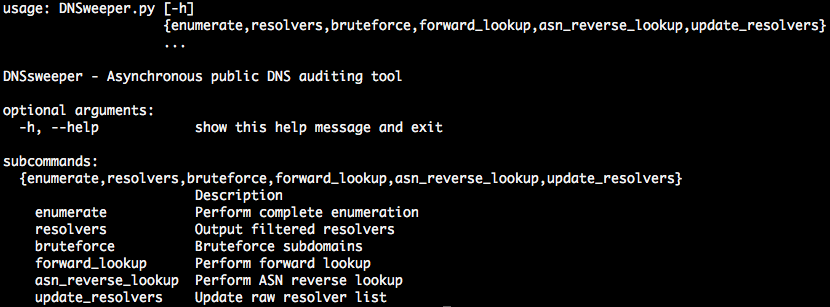 usage: DNSweeper.py [-h]
{enumerate,resolvers,bruteforce,forward_lookup,asn_reverse_lookup,update_resolvers}
...
DNSsweeper - Asynchronous public DNS auditing tool
optional arguments:
-h, --help show this help message and exit
subcommands:
{enumerate,resolvers,bruteforce,forward_lookup,asn_reverse_lookup,update_resolvers}
Description
enumerate Perform complete enumeration
resolvers Output filtered resolvers
bruteforce Bruteforce subdomains
forward_lookup Perform forward lookup
asn_reverse_lookup Perform ASN reverse lookup
update_resolvers Update raw resolver list